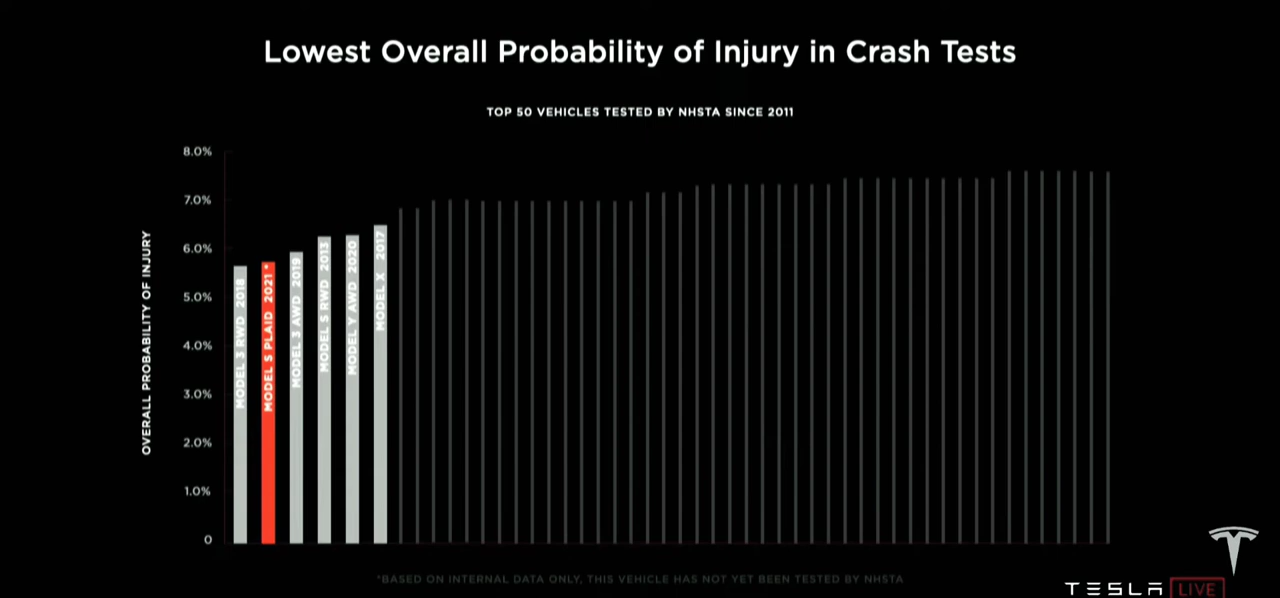 Lowest Overall Probability of Injury in Crash Tests
TOP 50 VEHICLES TESTED BY NHSTA SINCE 2011
OVERALL PROBABILITY OF INJURY
8.0%
7.0%
6.0%
5.0%
4.0%
3.0%
2.0%
1.0%
0
MODEL 3 RWD 2018
MODEL S PLAID 2021 *
MODEL 3 AWD 2019
MODEL S RWD 2013
MODEL Y AWD 2020
MODEL X 2017
*BASED ON INTERNAL DATA ONLY, THIS VEHICLE HAS NOT YET BEEN TESTED BY NHSTA
TESLA LIVE